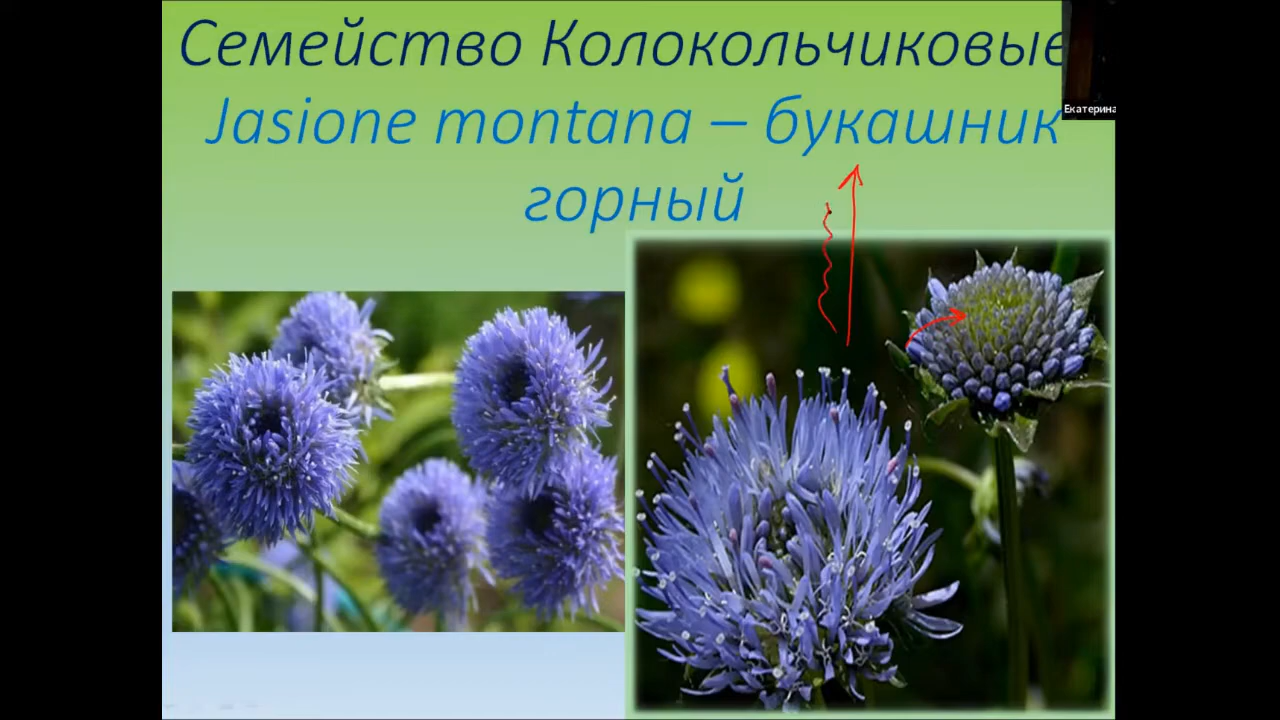 Семейство Колокольчиковые
Jasione montana – букашник
горный
Екатерина